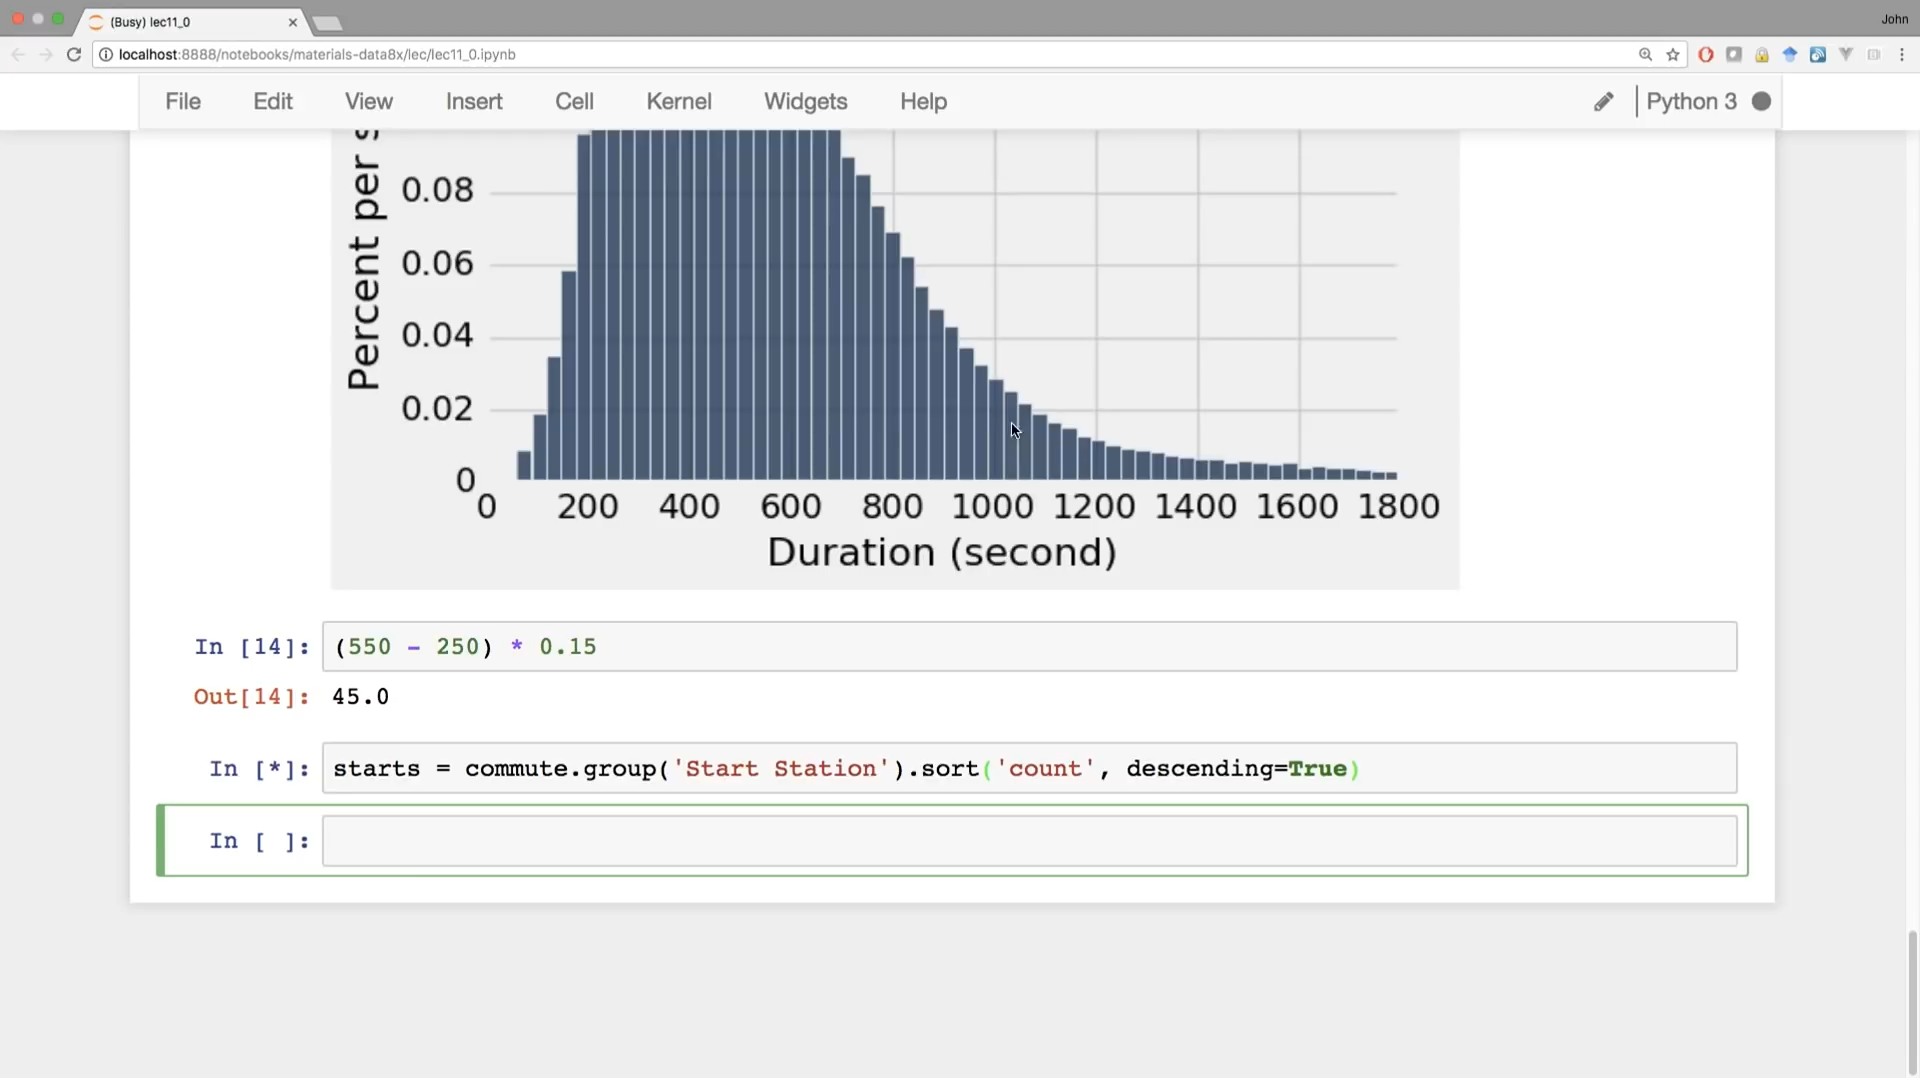 (Busy) lec11_0
John
localhost:8888/notebooks/materials-data8x/lec/lec11_0.ipynb
File Edit View Insert Cell Kernel Widgets Help Python 3
Percent per s
0.08
0.06
0.04
0.02
0
0 200 400 600 800 1000 1200 1400 1600 1800
Duration (second)
In [14]: (550 - 250) * 0.15
Out[14]: 45.0
In [*]: starts = commute.group('Start Station').sort('count', descending=True)
In [ ]: